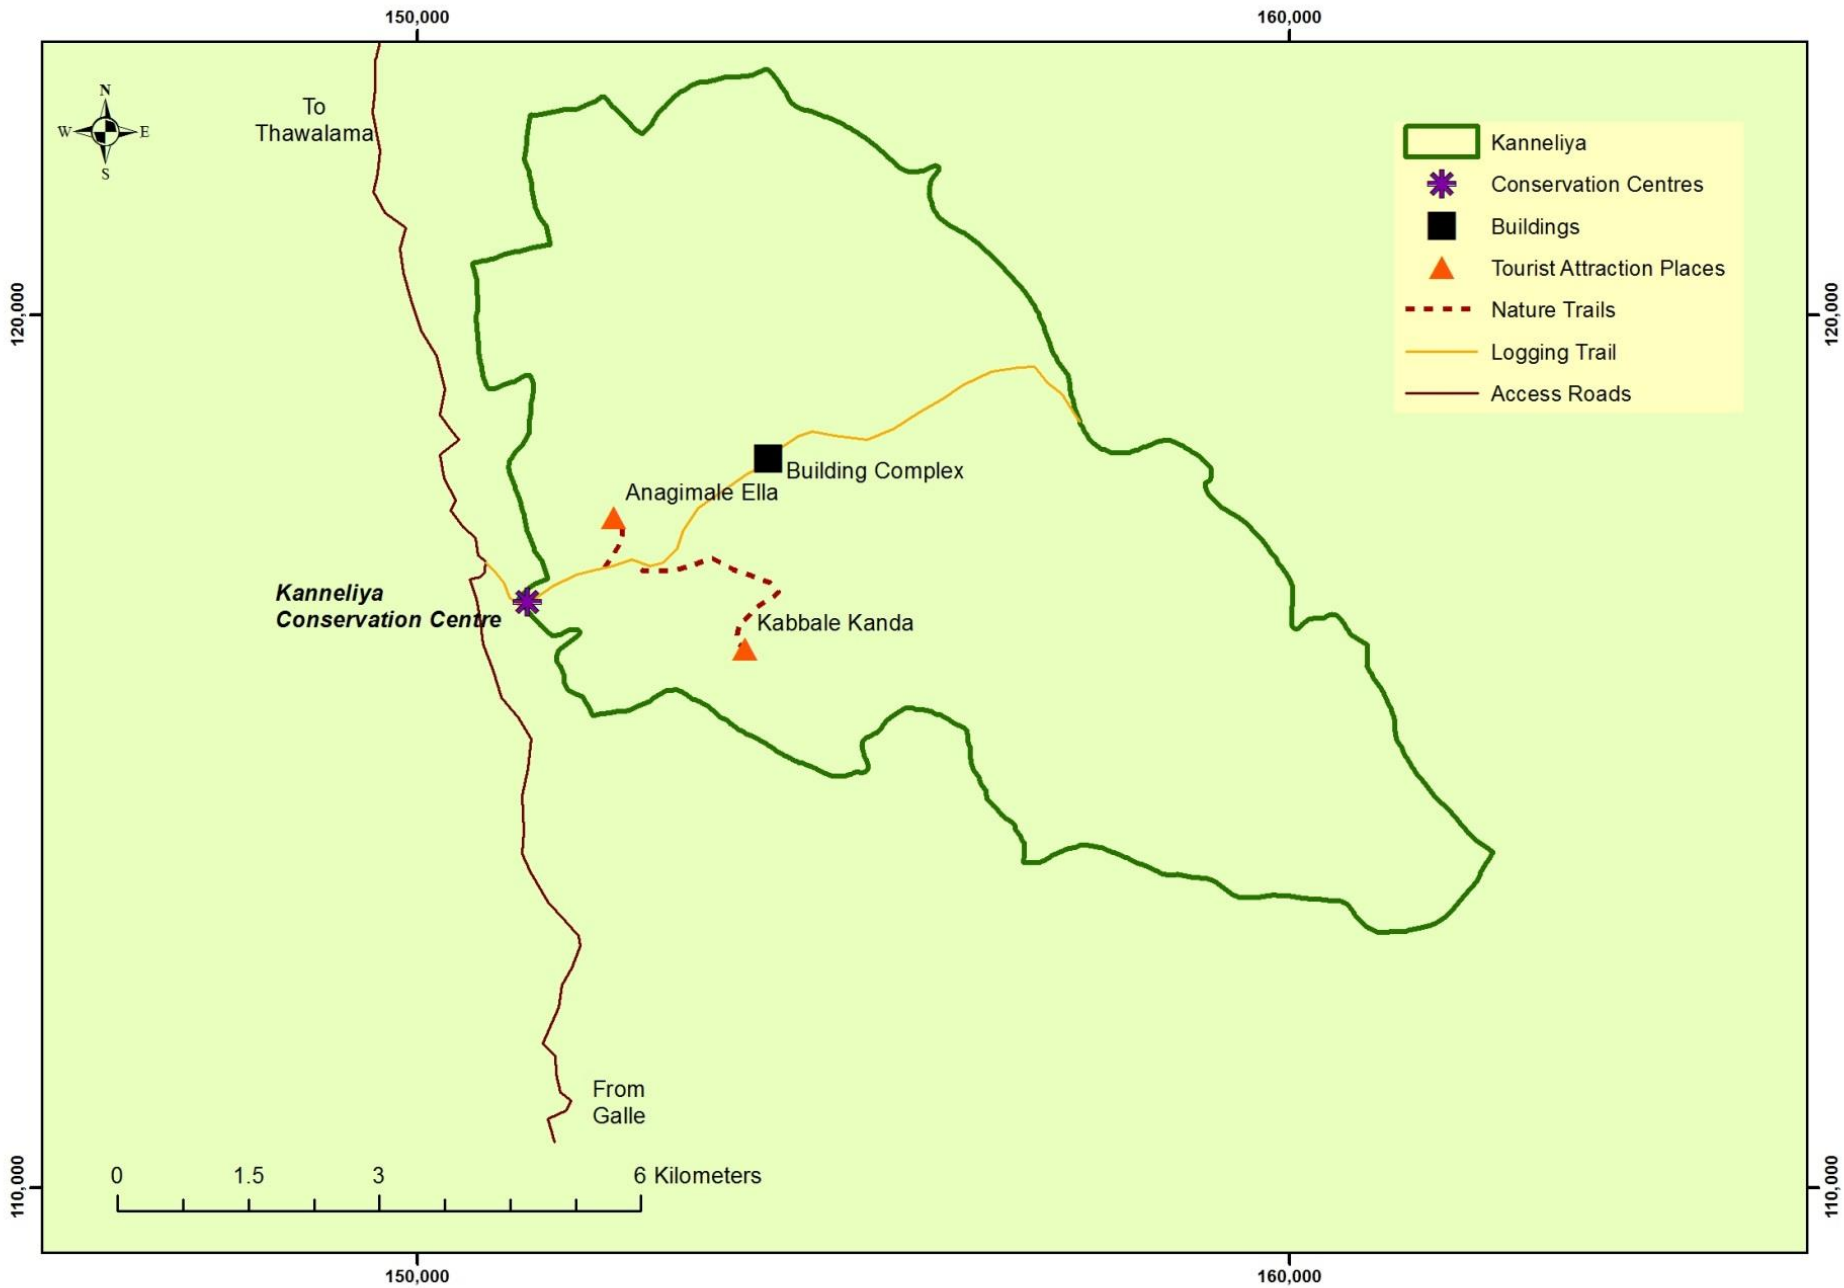 150,000
160,000
N
W
E
S
To
Thawalama
Kanneliya
Conservation Centres
Buildings
Tourist Attraction Places
Nature Trails
Logging Trail
Access Roads
120,000
120,000
Building Complex
Anagimale Ella
Kanneliya
Conservation Centre
Kabbale Kanda
From
Galle
0
1.5
3
6 Kilometers
110,000
110,000
150,000
160,000